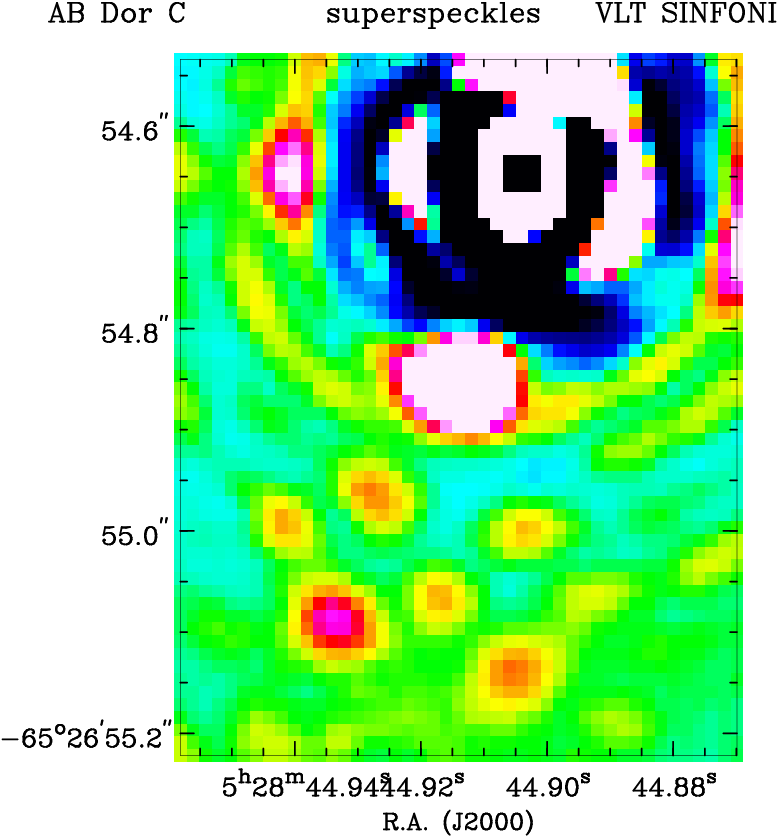 AB Dor C superspeckles VLT SINFONI
54.6″
54.8″
55.0″
−65°26′55.2″
5ʰ28ᵐ44.94ˢ 44.92ˢ 44.90ˢ 44.88ˢ
R.A. (J2000)